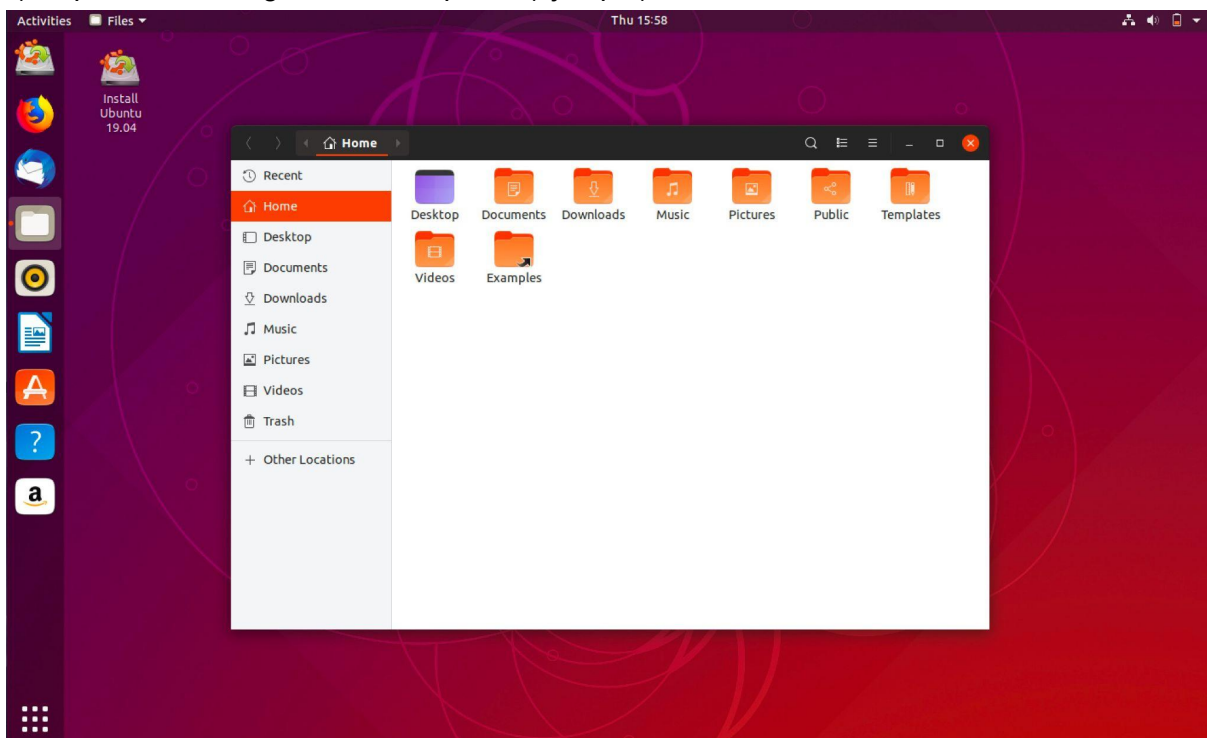 Activities Files Thu 15:58
Install
Ubuntu
19.04
Home
Recent
Home
Desktop
Documents
Downloads
Music
Pictures
Videos
Trash
Other Locations
Desktop Documents Downloads Music Pictures Public Templates
Videos Examples
A
?
a